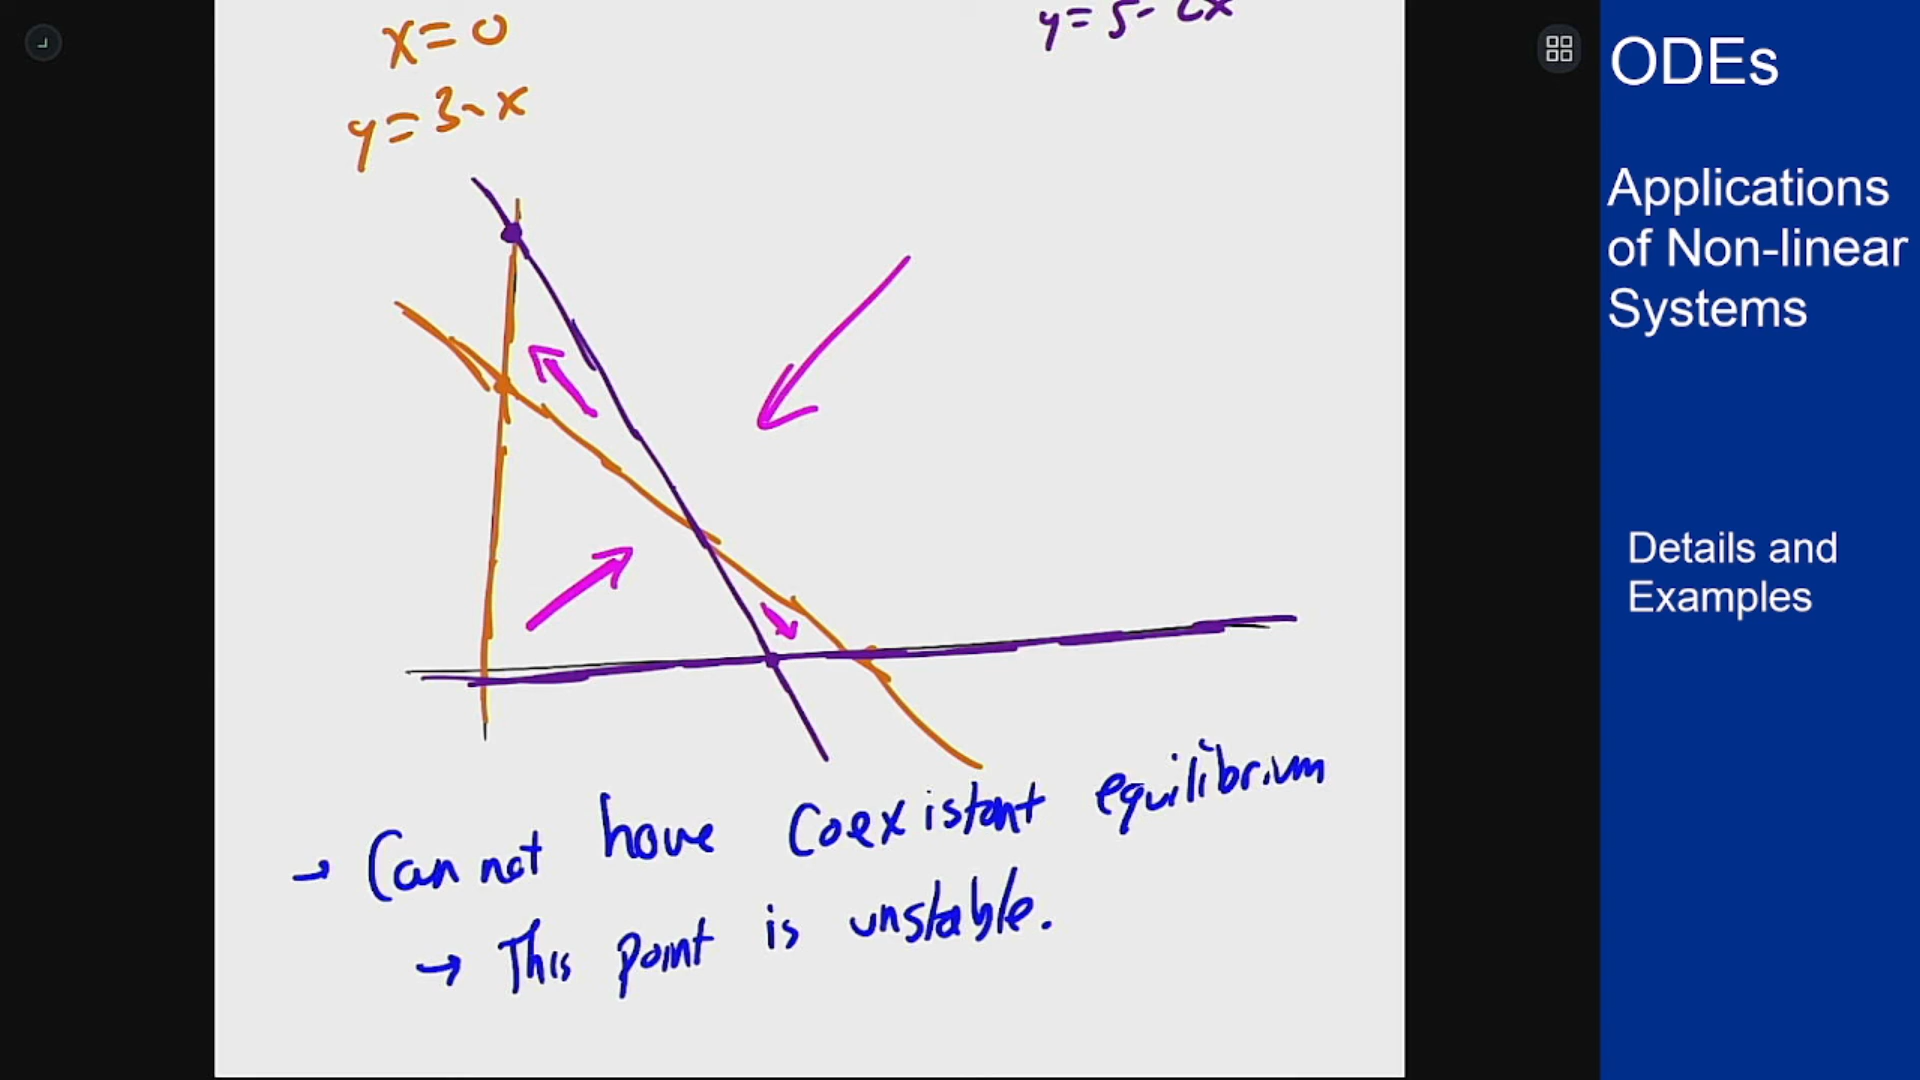 x=0
y=3-x
y=5-2x
→ Can not have Coexistant equilibrium
→ This point is unstable.
ODEs
Applications
of Non-linear
Systems
Details and
Examples